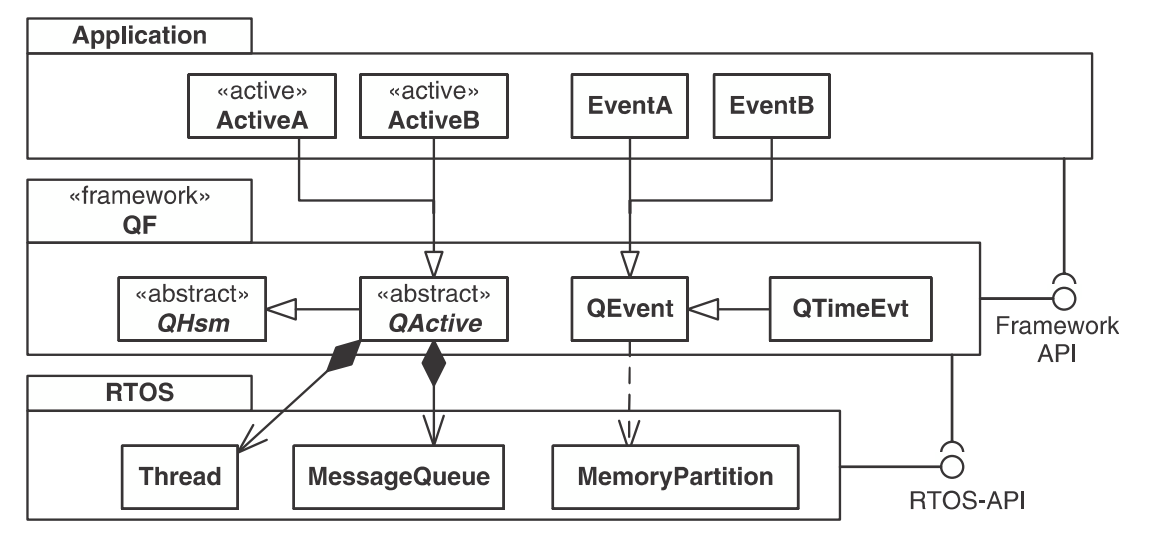 Application
«active»
ActiveA
«active»
ActiveB
EventA
EventB
«framework»
QF
«abstract»
QHsm
«abstract»
QActive
QEvent
QTimeEvt
Framework
API
RTOS
Thread
MessageQueue
MemoryPartition
RTOS-API